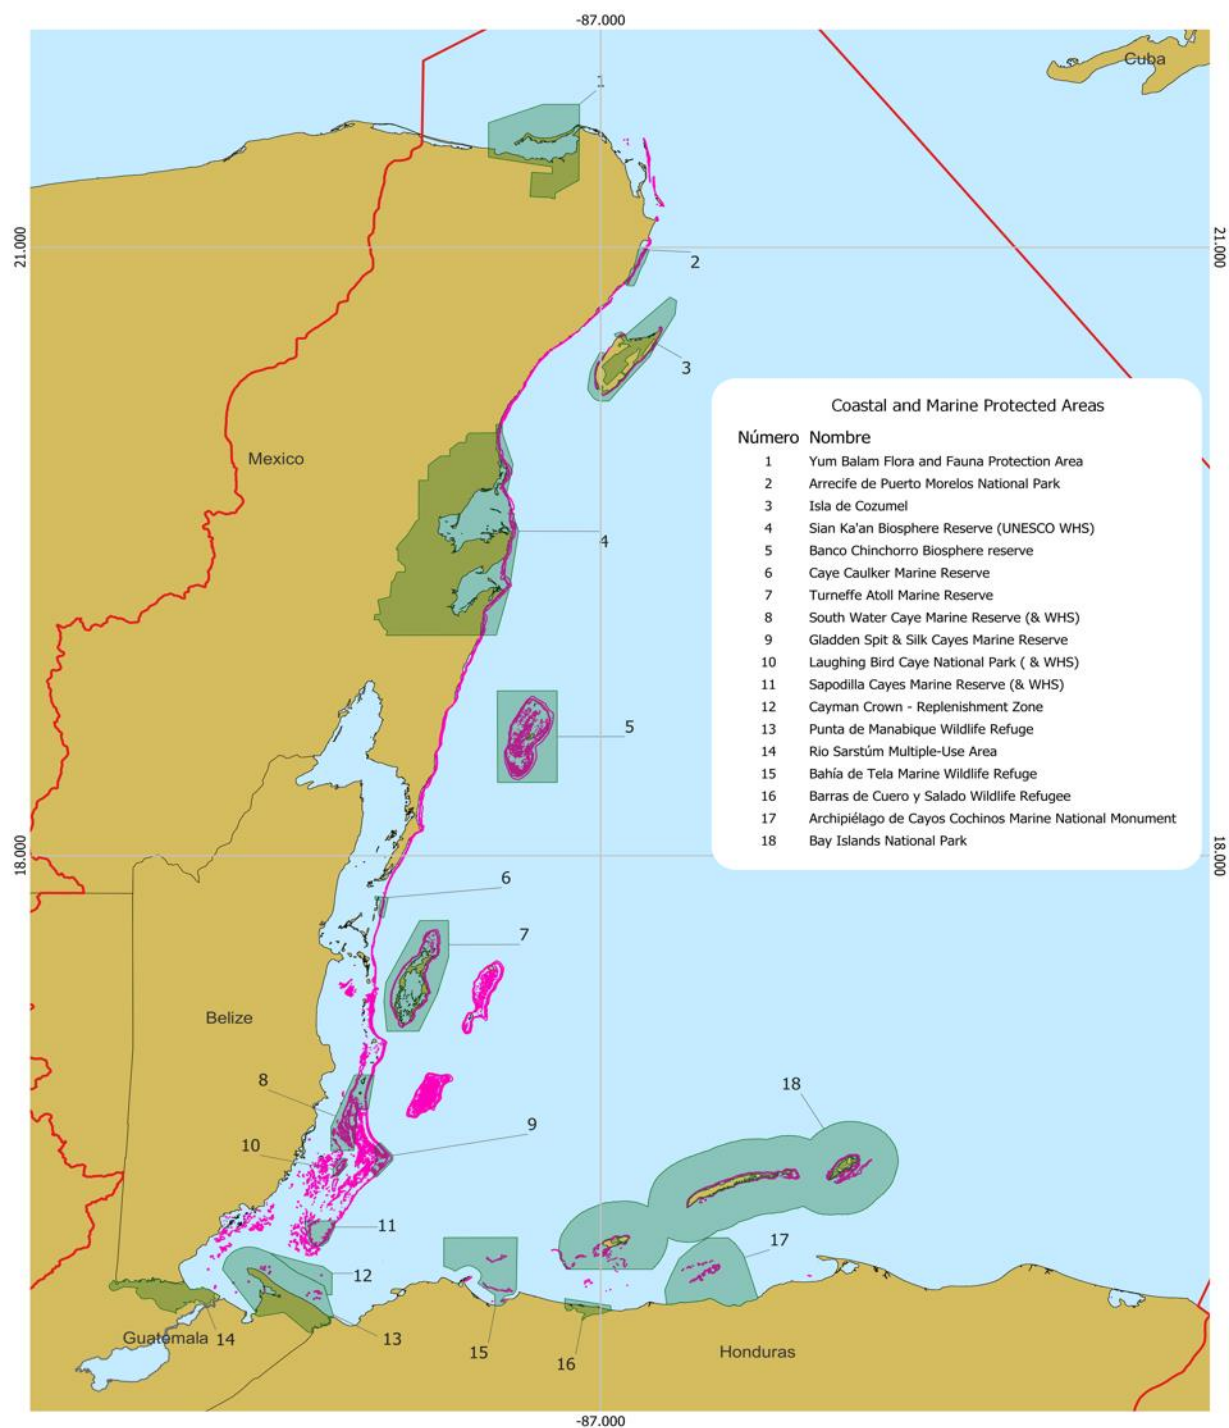 -87.000
Cuba
1
21.000
21.000
2
3
Mexico
4
5
Coastal and Marine Protected Areas
Número Nombre
1 Yum Balam Flora and Fauna Protection Area
2 Arrecife de Puerto Morelos National Park
3 Isla de Cozumel
4 Sian Ka'an Biosphere Reserve (UNESCO WHS)
5 Banco Chinchorro Biosphere reserve
6 Caye Caulker Marine Reserve
7 Turneffe Atoll Marine Reserve
8 South Water Caye Marine Reserve (& WHS)
9 Gladden Spit & Silk Cayes Marine Reserve
10 Laughing Bird Caye National Park ( & WHS)
11 Sapodilla Cayes Marine Reserve (& WHS)
12 Cayman Crown - Replenishment Zone
13 Punta de Manabique Wildlife Refuge
14 Rio Sarstúm Multiple-Use Area
15 Bahía de Tela Marine Wildlife Refuge
16 Barras de Cuero y Salado Wildlife Refugee
17 Archipiélago de Cayos Cochinos Marine National Monument
18 Bay Islands National Park
18.000
18.000
6
7
Belize
8
18
9
10
11
17
12
Guatemala
14
13
15
16
Honduras
-87.000